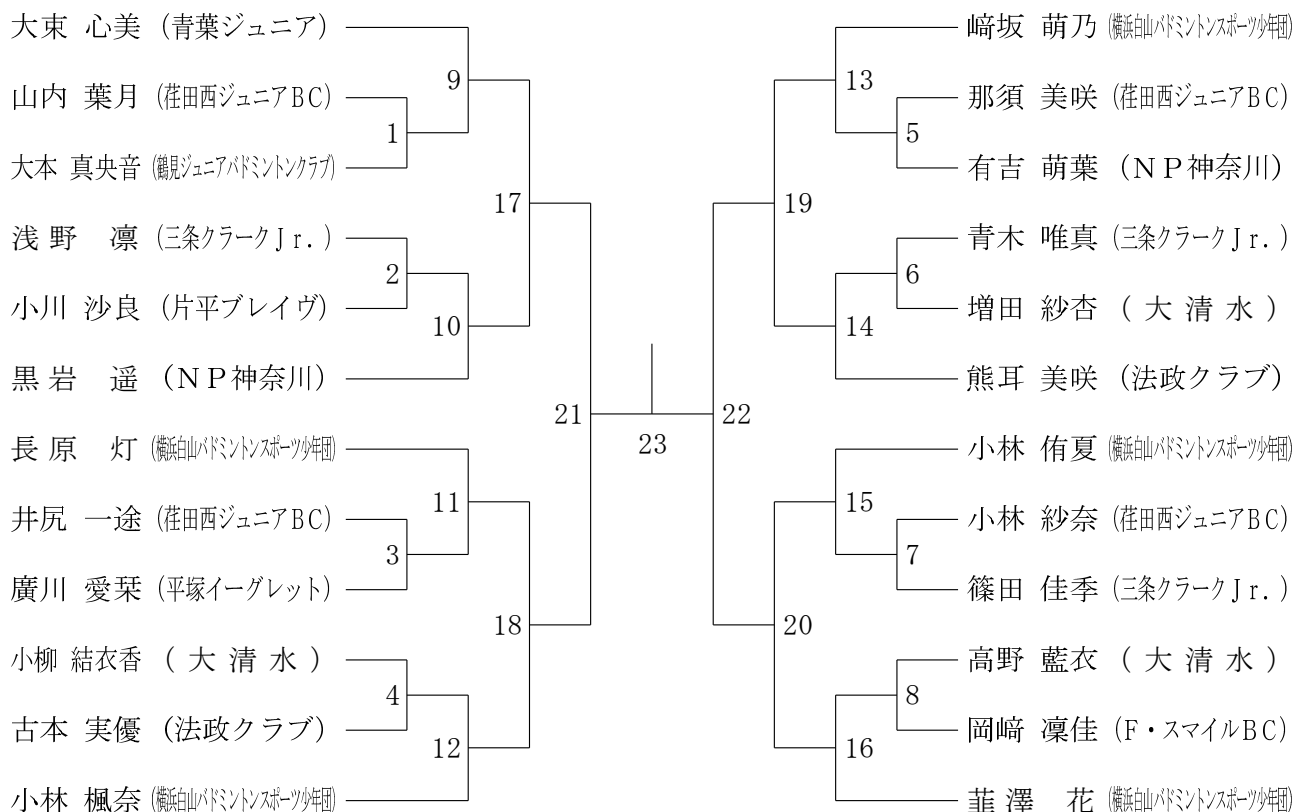 大束 心美 (青葉ジュニア)
山内 葉月 (荏田西ジュニアBC)
大本 真央音 (鶴見ジュニアバドミントンクラブ)
浅野 凛 (三条クラークJr.)
小川 沙良 (片平ブレイヴ)
黒岩 遥 (NP神奈川)
長原 灯 (横浜白山バドミントンスポーツ少年団)
井尻 一途 (荏田西ジュニアBC)
廣川 愛栞 (平塚イーグレット)
小柳 結衣香 (大清水)
古本 実優 (法政クラブ)
小林 楓奈 (横浜白山バドミントンスポーツ少年団)
9
1
17
2
10
21
11
3
18
4
12
23
﨑坂 萌乃 (横浜白山バドミントンスポーツ少年団)
那須 美咲 (荏田西ジュニアBC)
有吉 萌葉 (NP神奈川)
青木 唯真 (三条クラークJr.)
増田 紗杏 (大清水)
熊耳 美咲 (法政クラブ)
小林 侑夏 (横浜白山バドミントンスポーツ少年団)
小林 紗奈 (荏田西ジュニアBC)
篠田 佳季 (三条クラークJr.)
高野 藍衣 (大清水)
岡﨑 凜佳 (F・スマイルBC)
韮澤 花 (横浜白山バドミントンスポーツ少年団)
13
5
19
6
14
22
15
7
20
8
16